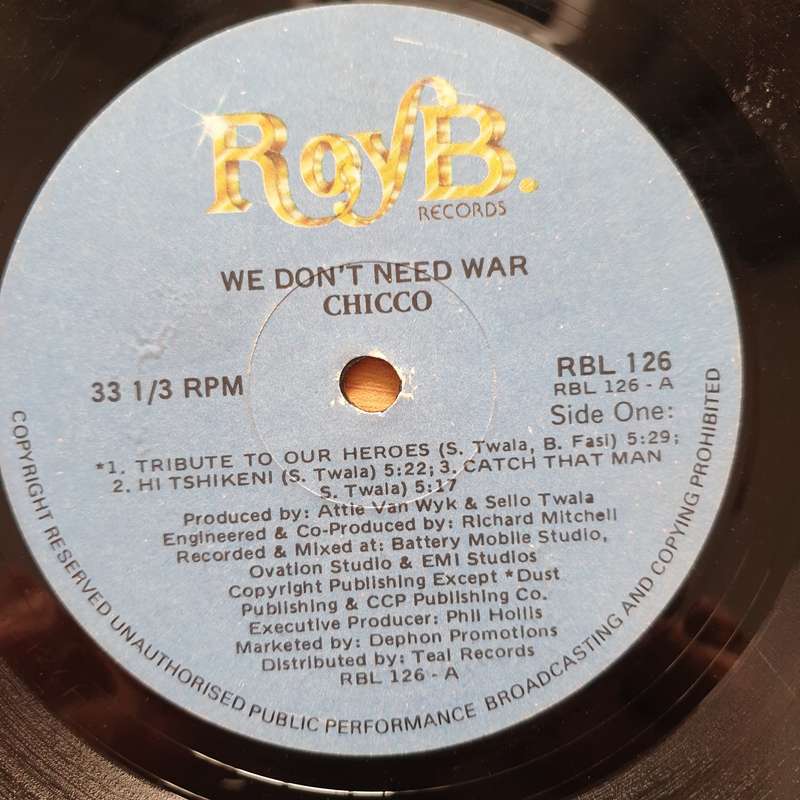 RoyB.
RECORDS
WE DON'T NEED WAR
CHICCO
33 1/3 RPM
RBL 126
RBL 126 - A
Side One:
*1. TRIBUTE TO OUR HEROES (S. Twala, B. Fasi) 5:29;
2. HI TSHIKENI (S. Twala) 5:22; 3. CATCH THAT MAN
S. Twala) 5:17
Produced by: Attie Van Wyk & Sello Twala
Engineered & Co-Produced by: Richard Mitchell
Recorded & Mixed at: Battery Mobile Studio,
Ovation Studio & EMI Studios
Copyright Publishing Except *Dust
Publishing & CCP Publishing Co.
Executive Producer: Phil Hollis
Marketed by: Dephon Promotions
Distributed by: Teal Records
RBL 126 - A
COPYRIGHT RESERVED UNAUTHORISED PUBLIC PERFORMANCE BROADCASTING AND COPYING PROHIBITED